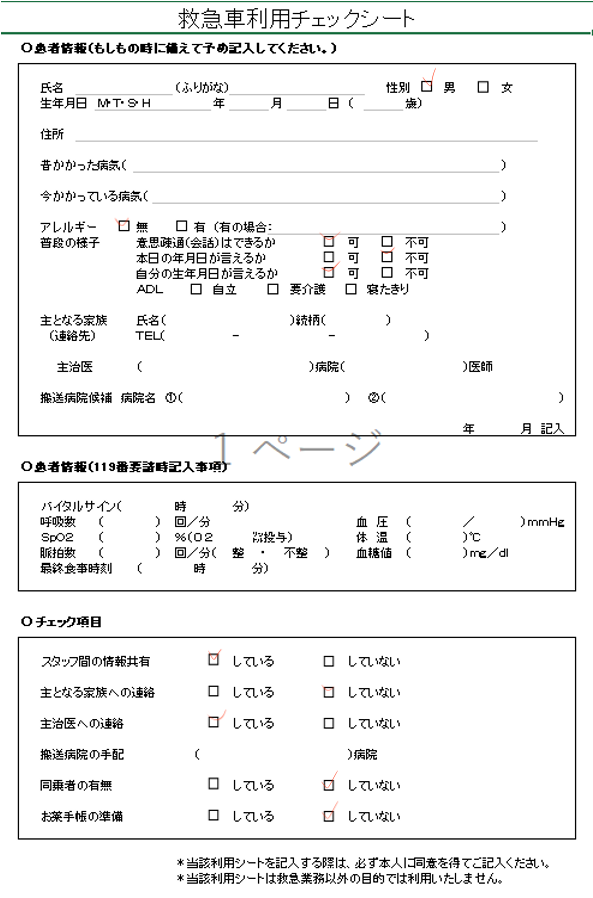 救急車利用チェックシート
〇患者情報(もしもの時に備えて予め記入してください。)
氏名 (ふりがな) 性別 ☑ 男 □ 女
生年月日 M・T・S・H 年 月 日 ( 歳)
住所
昔かかった病気( )
今かかっている病気( )
アレルギー ☑ 無 □ 有 (有の場合: )
普段の様子 意思疎通(会話)はできるか ☑ 可 □ 不可
本日の年月日が言えるか □ 可 ☑ 不可
自分の生年月日が言えるか ☑ 可 □ 不可
ADL □ 自立 □ 要介護 □ 寝たきり
主となる家族 氏名( )続柄( )
(連絡先) TEL( － － )
主治医 ( )病院( )医師
搬送病院候補 病院名 ①( ) ②( )
年 月 記入
1 ページ
〇患者情報(119番要請時記入事項)
バイタルサイン( 時 分)
呼吸数 ( ) 回/分 血 圧 ( / )mmHg
SpO2 ( ) %(O2 投与) 体 温 ( )℃
脈拍数 ( ) 回/分( 整 ・ 不整 ) 血糖値 ( )mg/dl
最終食事時刻 ( 時 分)
〇チェック項目
スタッフ間の情報共有 ☑ している □ していない
主となる家族への連絡 □ している ☑ していない
主治医への連絡 ☑ している □ していない
搬送病院の手配 ( )病院
同乗者の有無 □ している ☑ していない
お薬手帳の準備 □ している ☑ していない
＊当該利用シートを記入する際は、必ず本人に同意を得てご記入ください。
＊当該利用シートは救急業務以外の目的では利用いたしません。